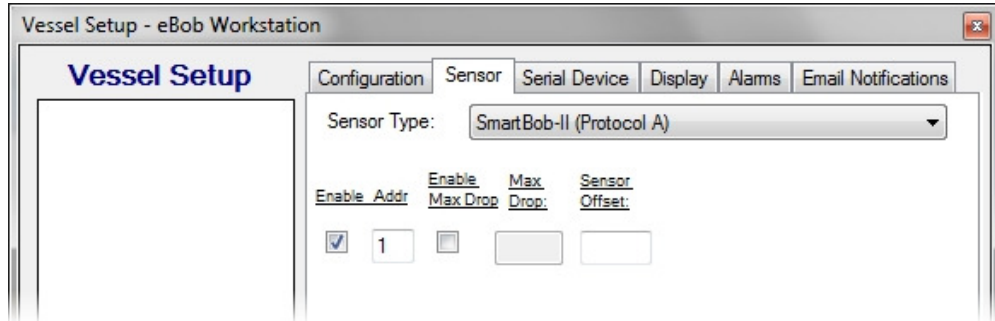 Vessel Setup - eBob Workstation
Vessel Setup
Configuration Sensor Serial Device Display Alarms Email Notifications
Sensor Type: SmartBob-II (Protocol A)
Enable Addr Enable Max Drop Max Drop: Sensor Offset:
1